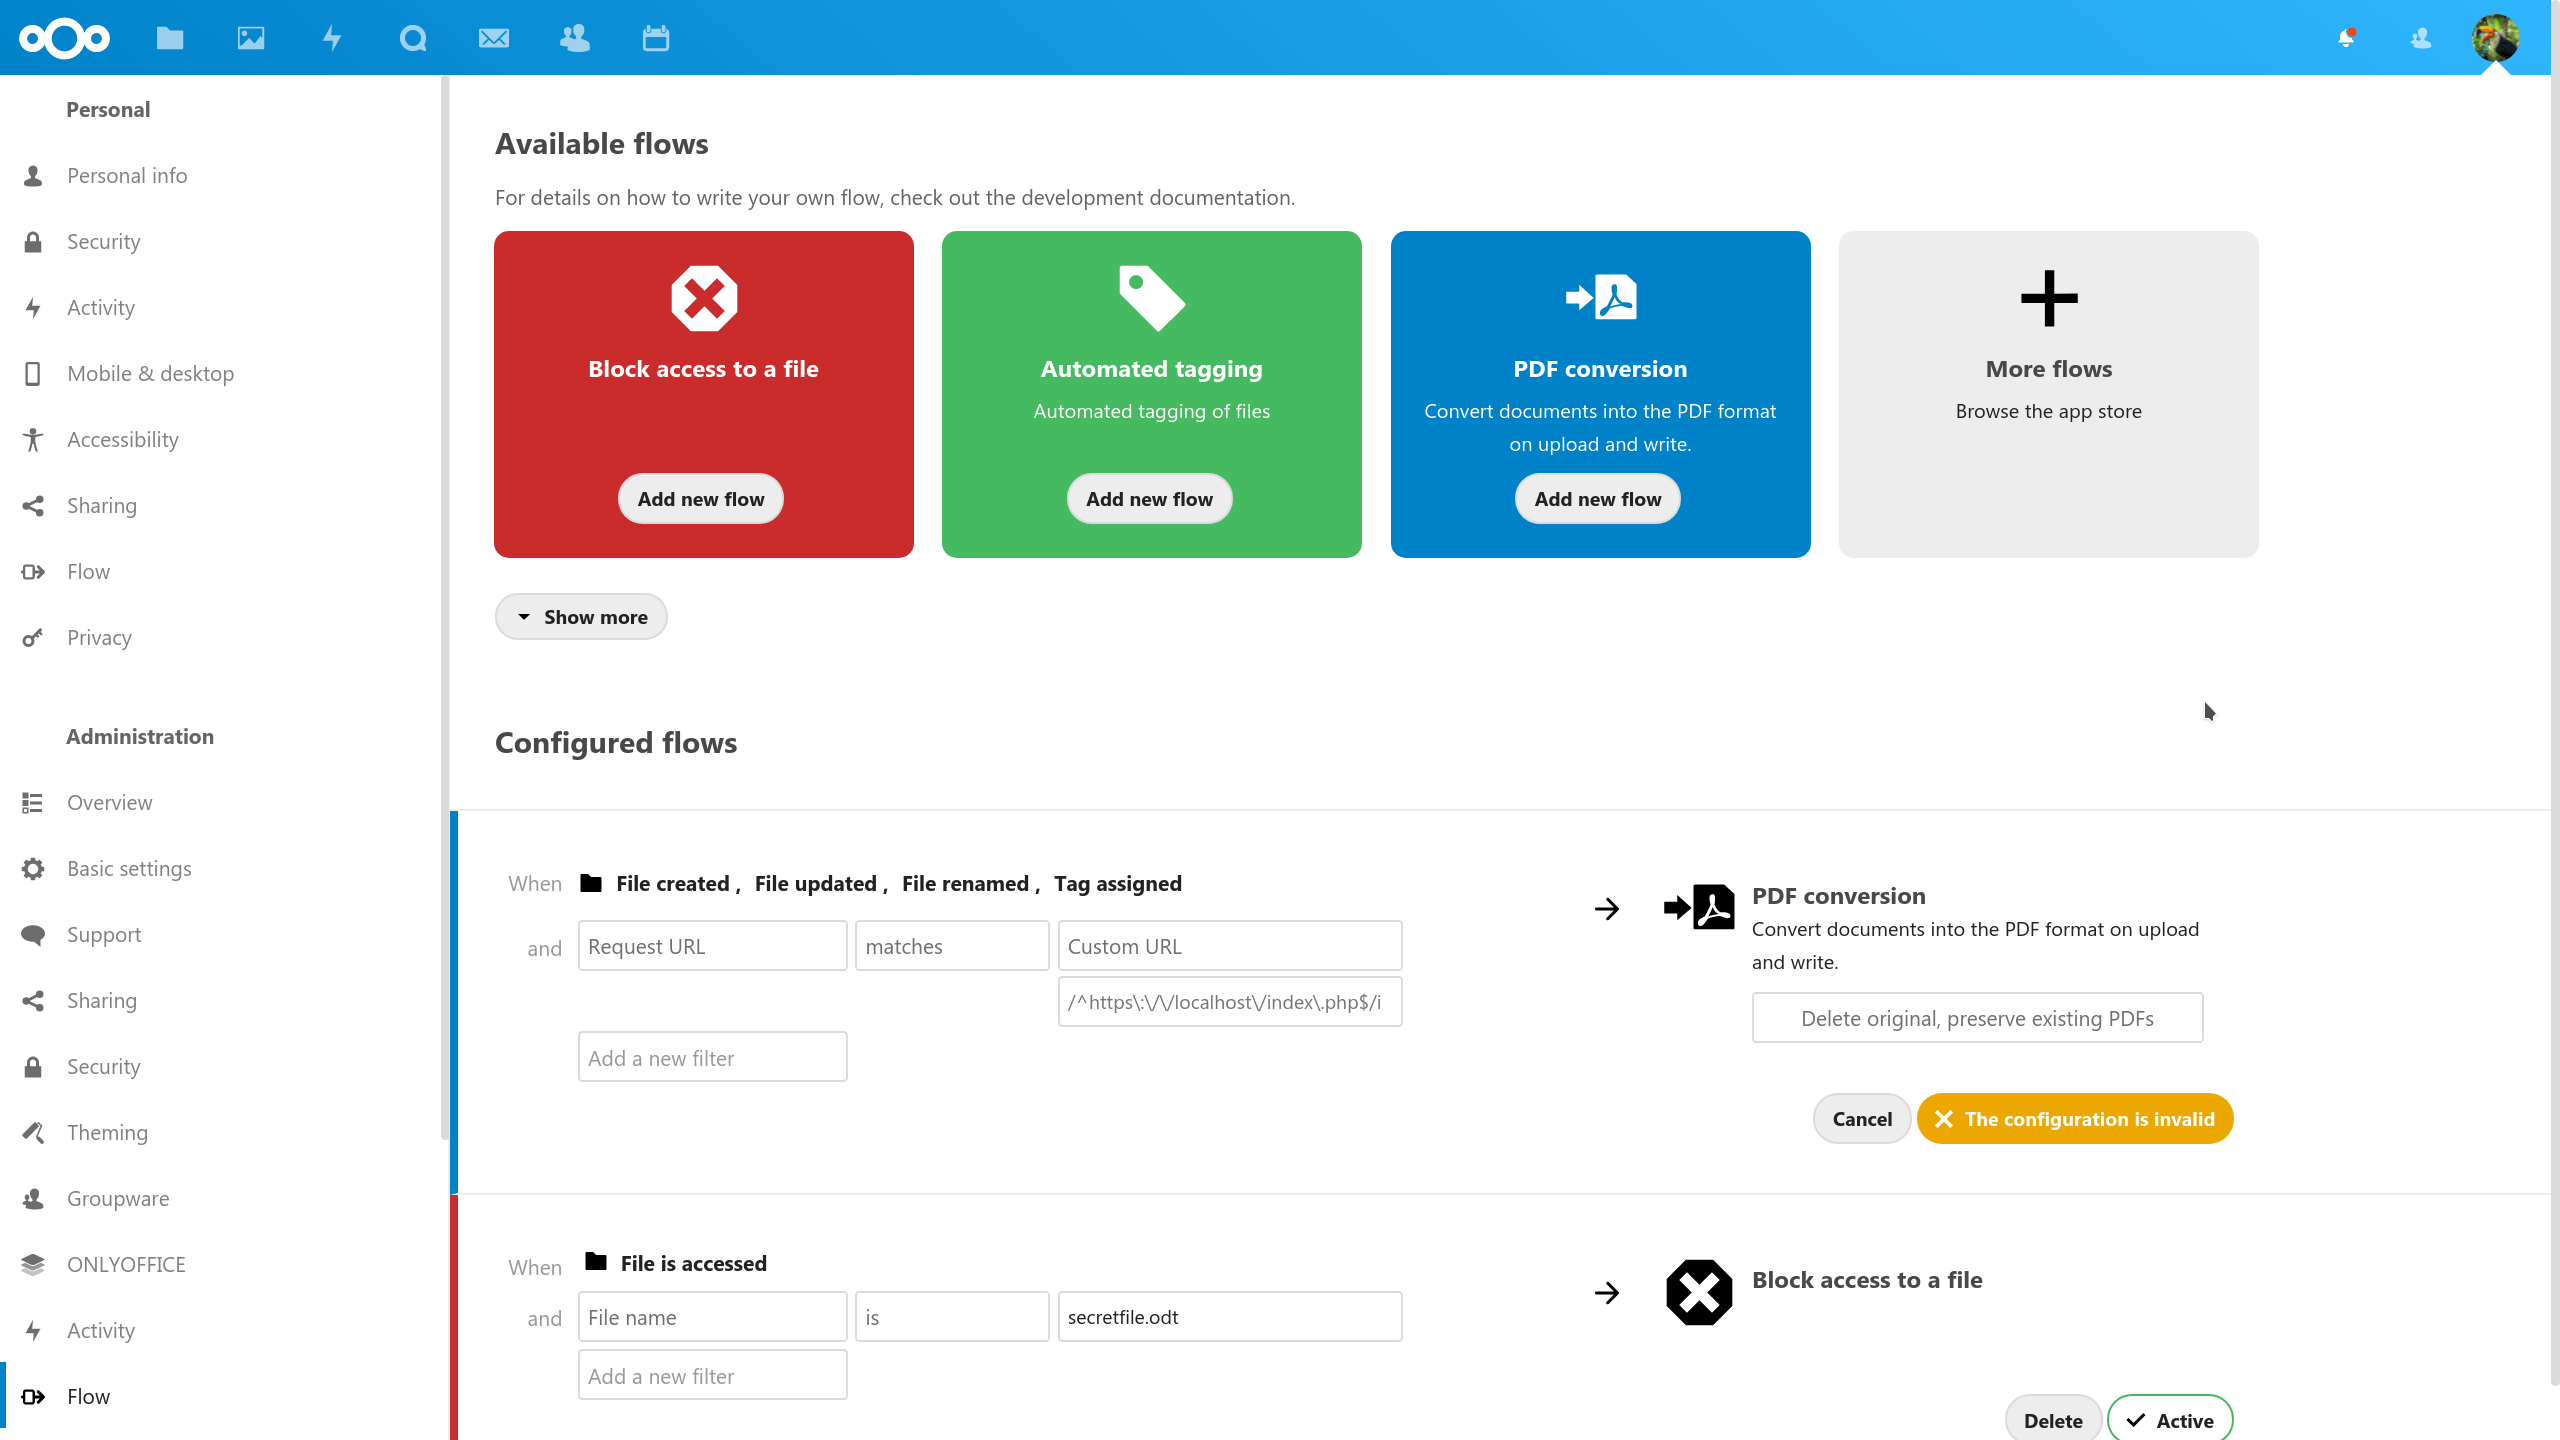 Personal
Personal info
Security
Activity
Mobile & desktop
Accessibility
Sharing
Flow
Privacy
Administration
Overview
Basic settings
Support
Sharing
Security
Theming
Groupware
ONLYOFFICE
Activity
Flow
Available flows
For details on how to write your own flow, check out the development documentation.
Block access to a file
Add new flow
Automated tagging
Automated tagging of files
Add new flow
PDF conversion
Convert documents into the PDF format
on upload and write.
Add new flow
More flows
Browse the app store
Show more
Configured flows
When File created , File updated , File renamed , Tag assigned
and Request URL matches Custom URL
/^https\:\/\/localhost\/index\.php$/i
Add a new filter
PDF conversion
Convert documents into the PDF format on upload
and write.
Delete original, preserve existing PDFs
Cancel The configuration is invalid
When File is accessed
and File name is secretfile.odt
Add a new filter
Block access to a file
Delete Active